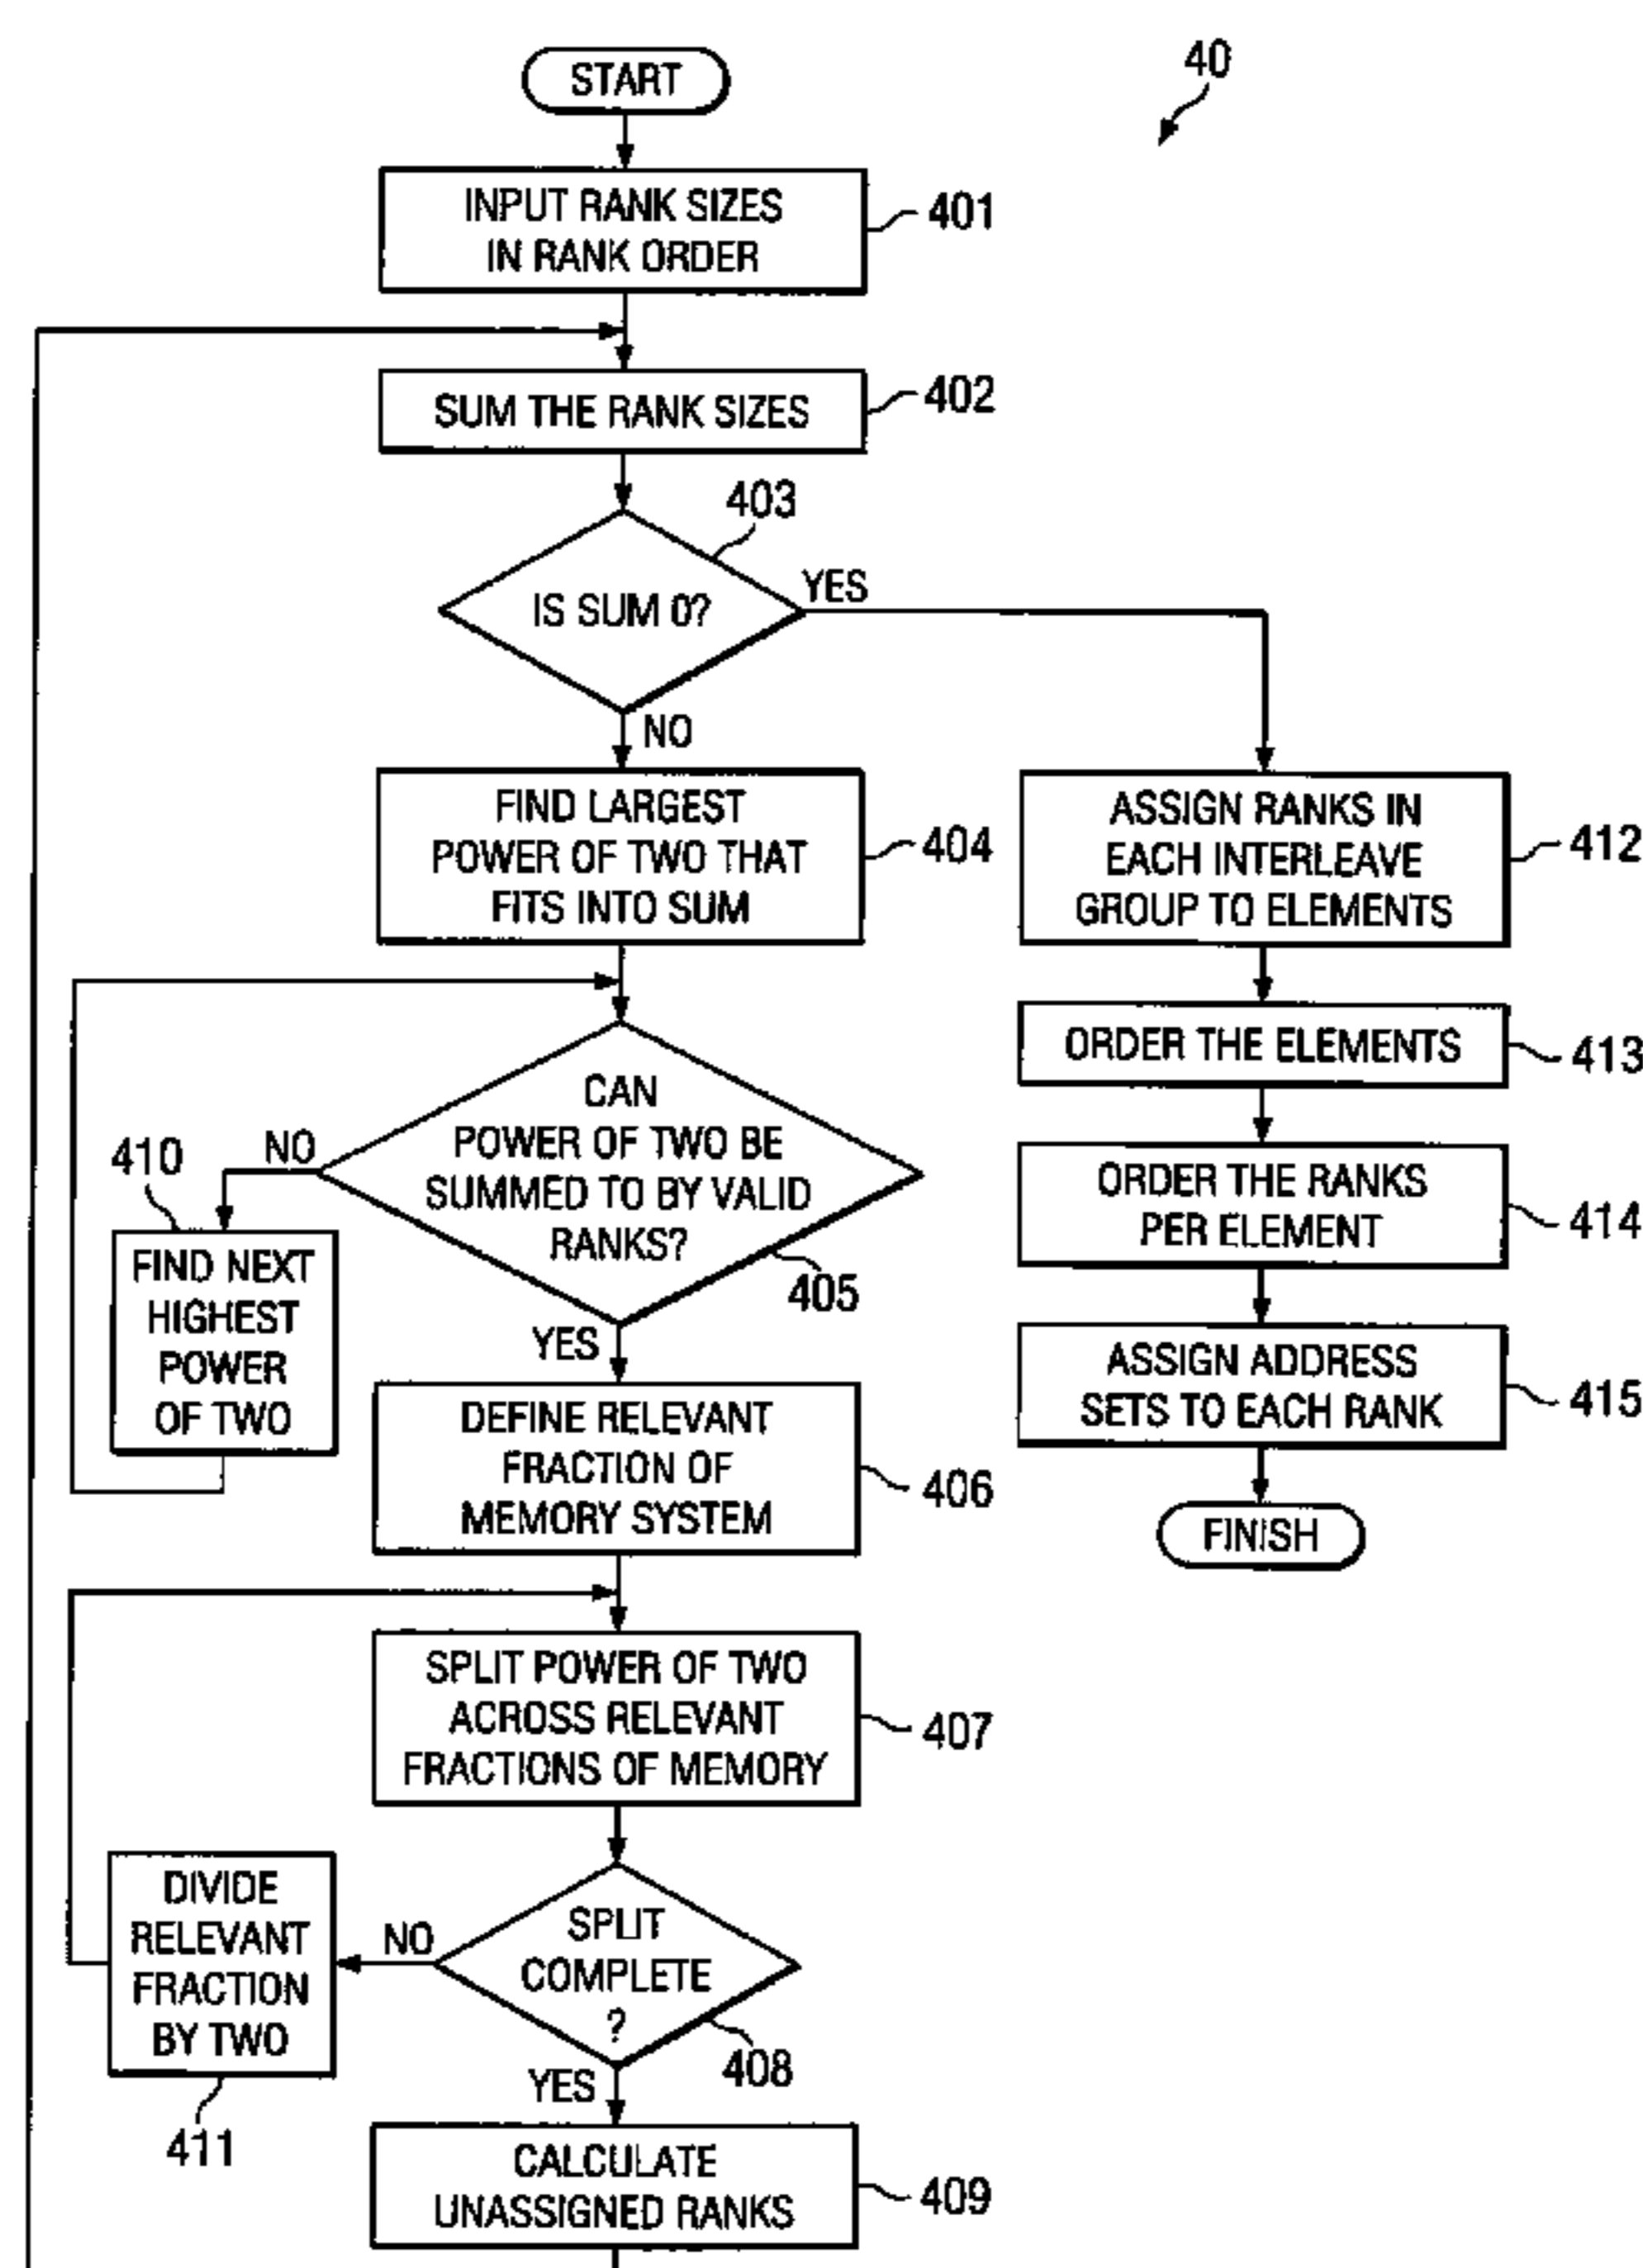 START
40
INPUT RANK SIZES
IN RANK ORDER
401
SUM THE RANK SIZES
402
403
IS SUM 0?
YES
NO
FIND LARGEST
POWER OF TWO THAT
FITS INTO SUM
404
ASSIGN RANKS IN
EACH INTERLEAVE
GROUP TO ELEMENTS
412
ORDER THE ELEMENTS
413
CAN
POWER OF TWO BE
SUMMED TO BY VALID
RANKS?
405
NO
410
FIND NEXT
HIGHEST
POWER
OF TWO
ORDER THE RANKS
PER ELEMENT
414
YES
ASSIGN ADDRESS
SETS TO EACH RANK
415
DEFINE RELEVANT
FRACTION OF
MEMORY SYSTEM
406
FINISH
SPLIT POWER OF TWO
ACROSS RELEVANT
FRACTIONS OF MEMORY
407
SPLIT
COMPLETE
?
408
NO
DIVIDE
RELEVANT
FRACTION
BY TWO
411
YES
CALCULATE
UNASSIGNED RANKS
409